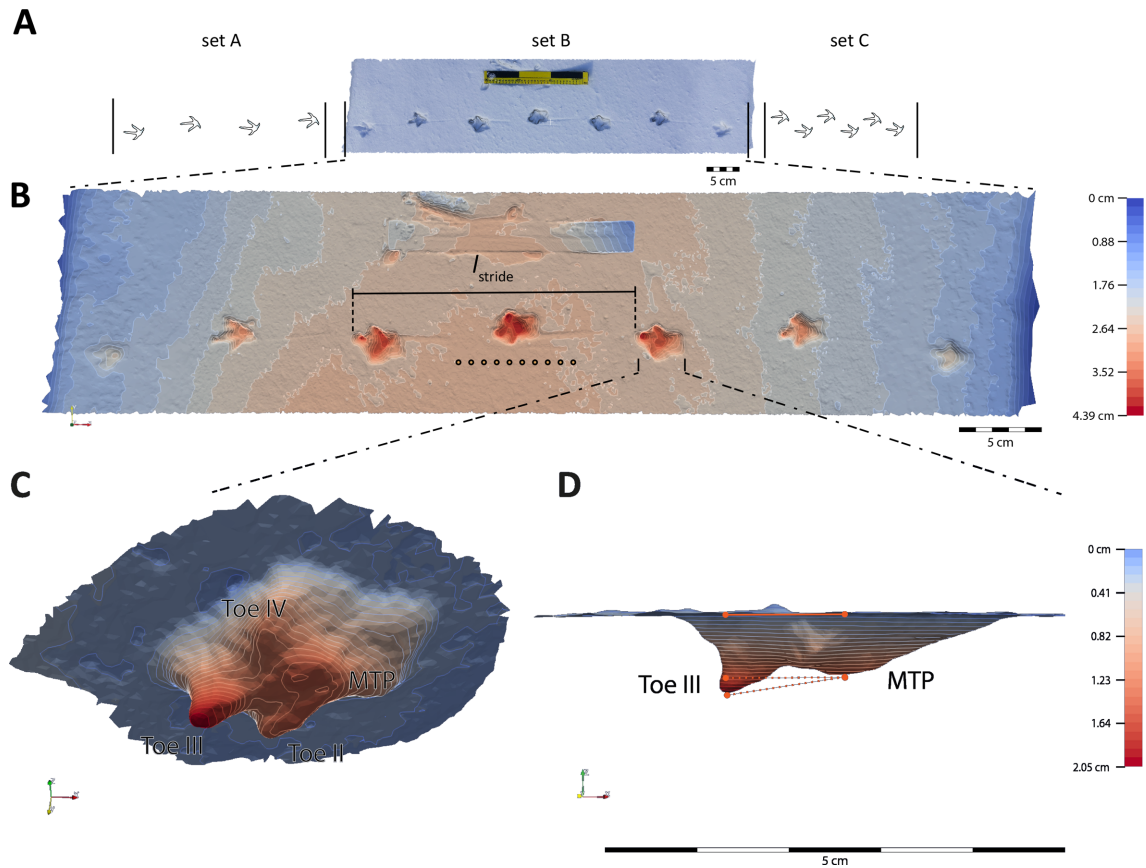 A
set A
set B
set C
5 cm
B
stride
0 cm
0.88
1.76
2.64
3.52
4.39 cm
5 cm
C
D
Toe IV
MTP
Toe III
Toe II
Toe III
MTP
0 cm
0.41
0.82
1.23
1.64
2.05 cm
5 cm